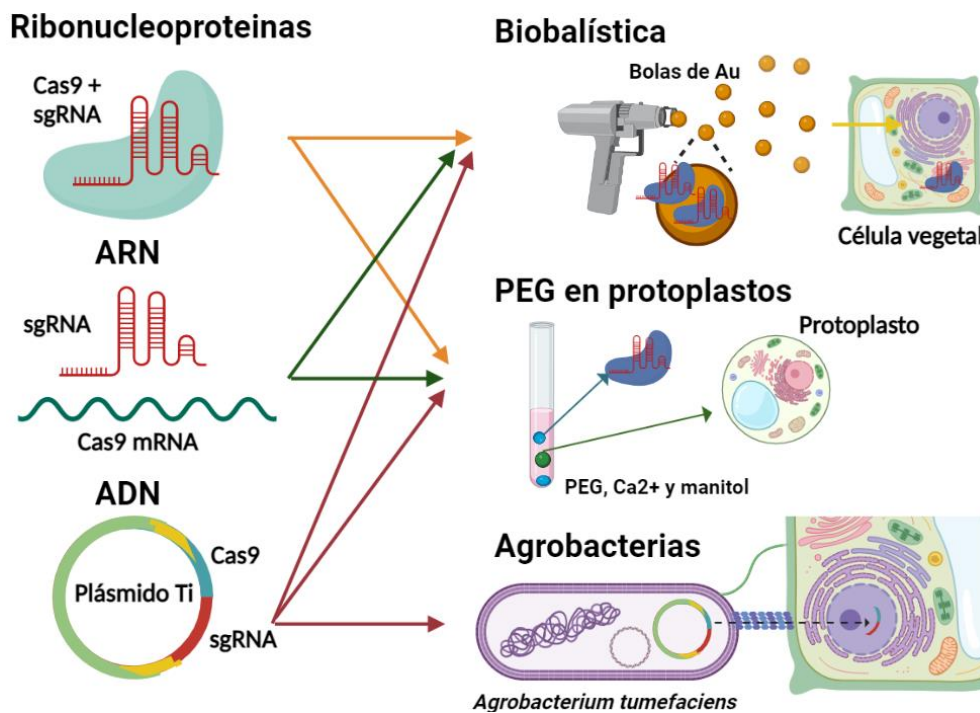 Ribonucleoproteinas
Cas9 +
sgRNA
ARN
sgRNA
Cas9 mRNA
ADN
Cas9
Plásmido Ti
sgRNA
Biobalística
Bolas de Au
Célula vegetal
PEG en protoplastos
Protoplasto
PEG, Ca2+ y manitol
Agrobacterias
Agrobacterium tumefaciens